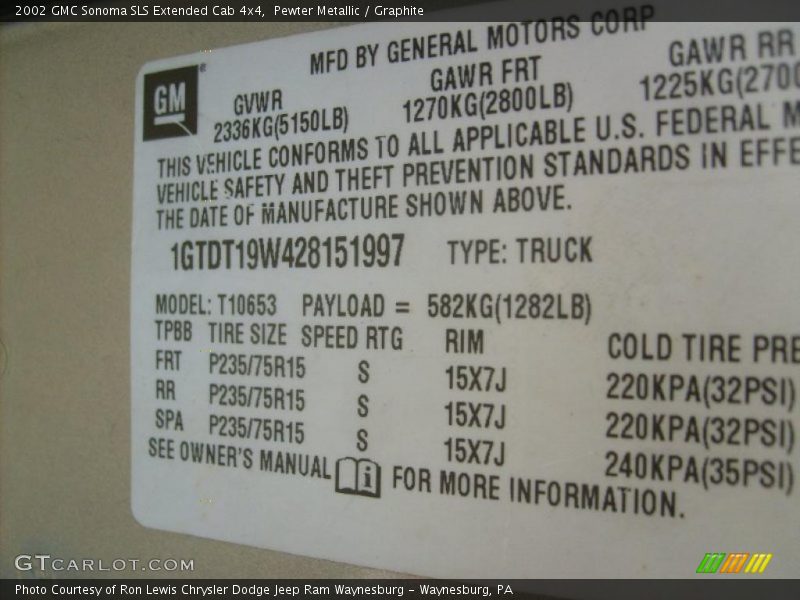 2002 GMC Sonoma SLS Extended Cab 4x4,  Pewter Metallic / Graphite
MFD BY GENERAL MOTORS CORP
GM
GVWR GAWR FRT GAWR RR
2336KG(5150LB) 1270KG(2800LB) 1225KG(2700
THIS VEHICLE CONFORMS TO ALL APPLICABLE U.S. FEDERAL M
VEHICLE SAFETY AND THEFT PREVENTION STANDARDS IN EFFE
THE DATE OF MANUFACTURE SHOWN ABOVE.
1GTDT19W428151997 TYPE: TRUCK
MODEL: T10653 PAYLOAD = 582KG(1282LB)
TPBB TIRE SIZE SPEED RTG RIM COLD TIRE PRE
FRT P235/75R15 S 15X7J 220KPA(32PSI)
RR P235/75R15 S 15X7J 220KPA(32PSI)
SPA P235/75R15 S 15X7J 240KPA(35PSI)
SEE OWNER'S MANUAL i FOR MORE INFORMATION.
GTCARLOT.COM
Photo Courtesy of Ron Lewis Chrysler Dodge Jeep Ram Waynesburg – Waynesburg, PA